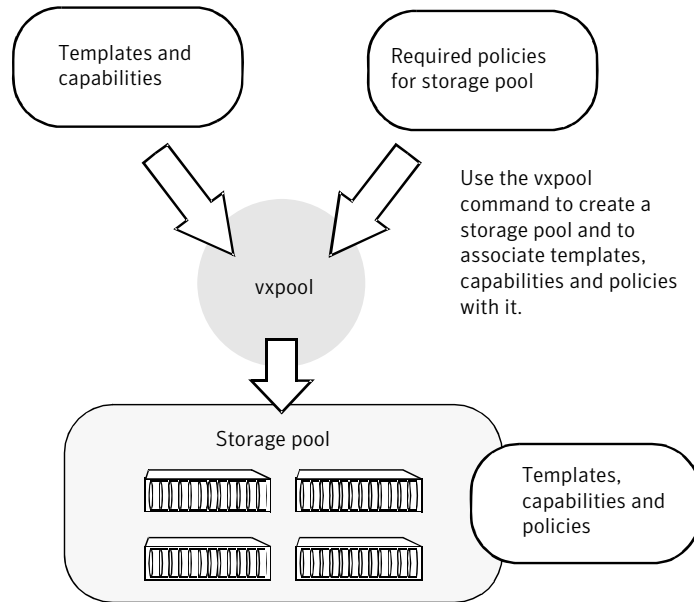 Templates and
capabilities
Required policies
for storage pool
Use the vxpool
command to create a
storage pool and to
associate templates,
capabilities and policies
with it.
vxpool
Storage pool
Templates,
capabilities and
policies